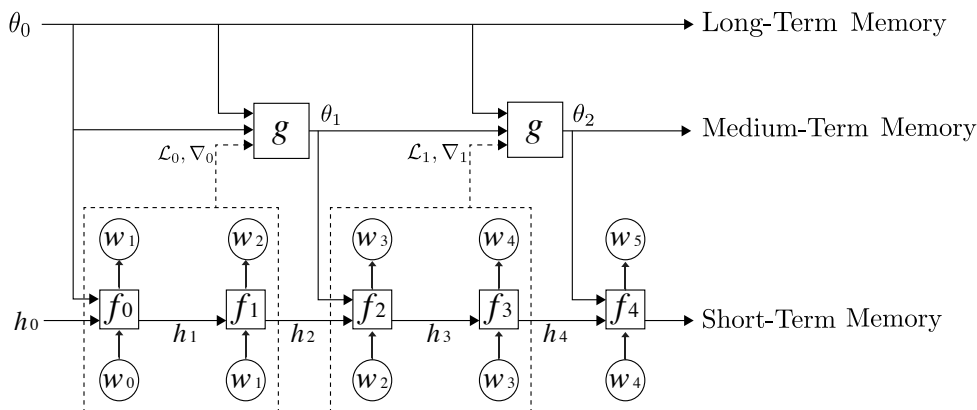 θ₀ Long-Term Memory
g θ₁ g θ₂ Medium-Term Memory
ℒ₀, ∇₀ ℒ₁, ∇₁
w₁ w₂ w₃ w₄ w₅
h₀ f₀ h₁ f₁ h₂ f₂ h₃ f₃ h₄ f₄ Short-Term Memory
w₀ w₁ w₂ w₃ w₄